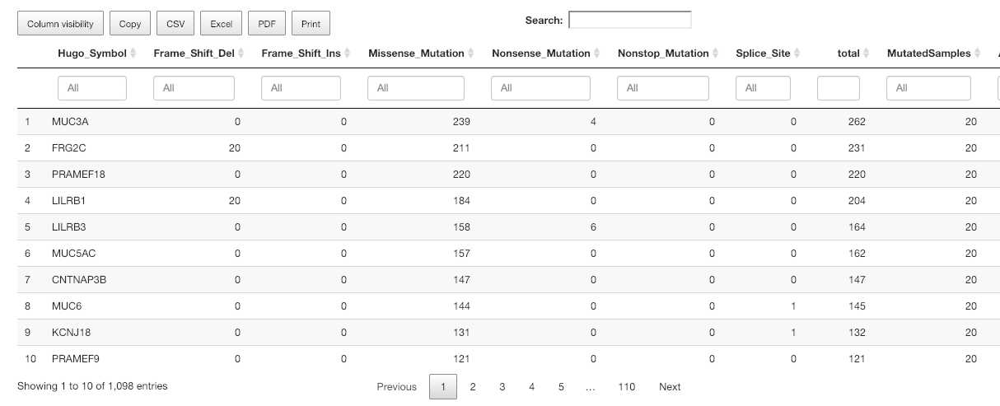 Column visibility Copy CSV Excel PDF Print Search:
Hugo_Symbol Frame_Shift_Del Frame_Shift_Ins Missense_Mutation Nonsense_Mutation Nonstop_Mutation Splice_Site total MutatedSamples
All All All All All All All All
1 MUC3A 0 0 239 4 0 0 262 20
2 FRG2C 20 0 211 0 0 0 231 20
3 PRAMEF18 0 0 220 0 0 0 220 20
4 LILRB1 20 0 184 0 0 0 204 20
5 LILRB3 0 0 158 6 0 0 164 20
6 MUC5AC 0 0 157 0 0 0 162 20
7 CNTNAP3B 0 0 147 0 0 0 147 20
8 MUC6 0 0 144 0 0 1 145 20
9 KCNJ18 0 0 131 0 0 1 132 20
10 PRAMEF9 0 0 121 0 0 0 121 20
Showing 1 to 10 of 1,098 entries Previous 1 2 3 4 5 … 110 Next